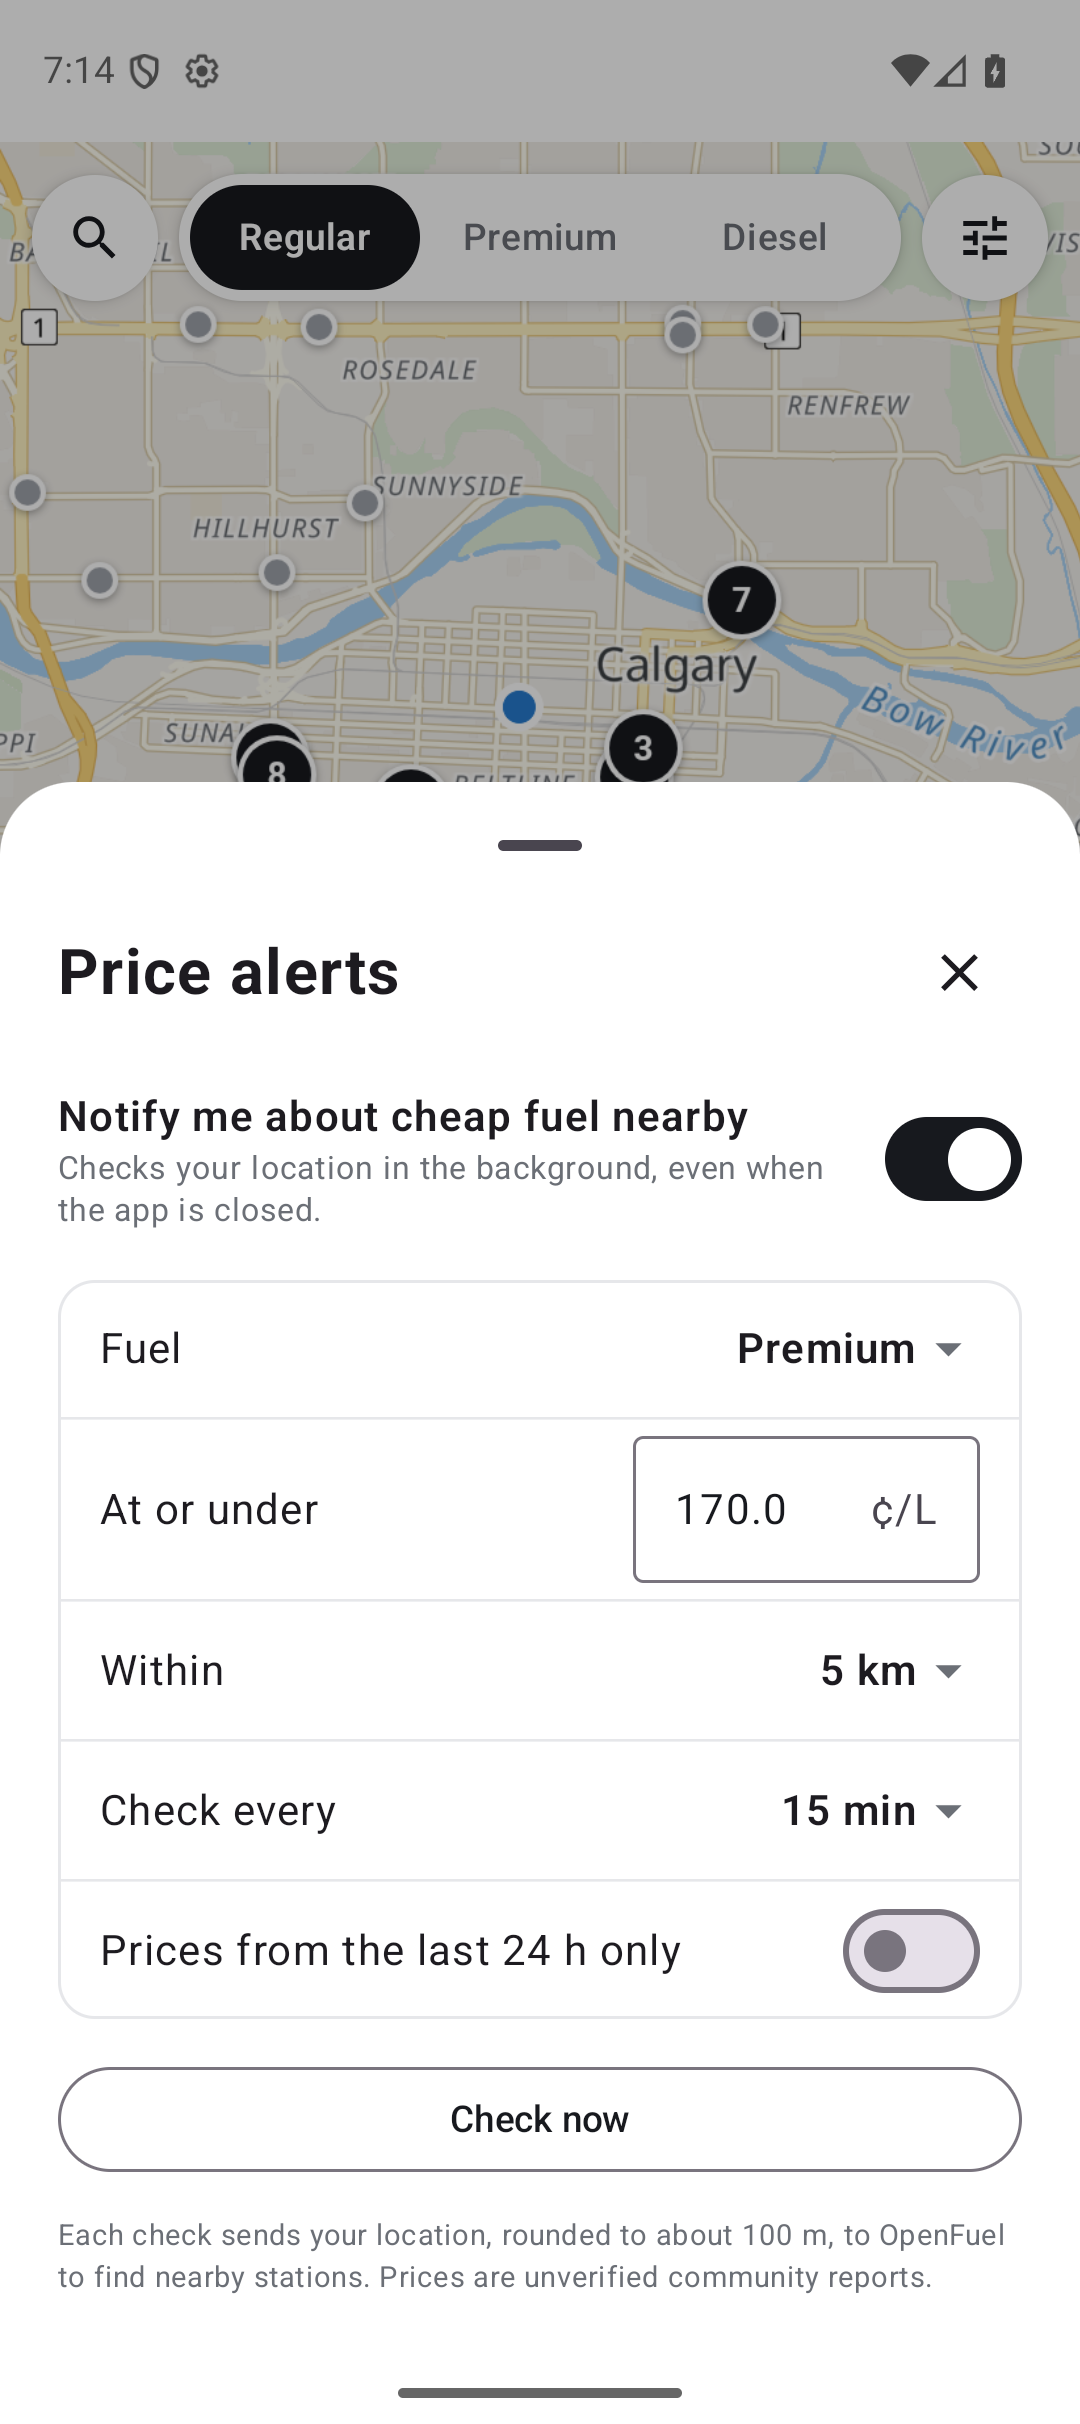 7:14
Regular
Premium
Diesel
1
ROSEDALE
RENFREW
SUNNYSIDE
HILLHURST
7
Calgary
Bow River
3
8
Price alerts
Notify me about cheap fuel nearby
Checks your location in the background, even when
the app is closed.
Fuel
Premium
At or under
170.0 ¢/L
Within
5 km
Check every
15 min
Prices from the last 24 h only
Check now
Each check sends your location, rounded to about 100 m, to OpenFuel
to find nearby stations. Prices are unverified community reports.